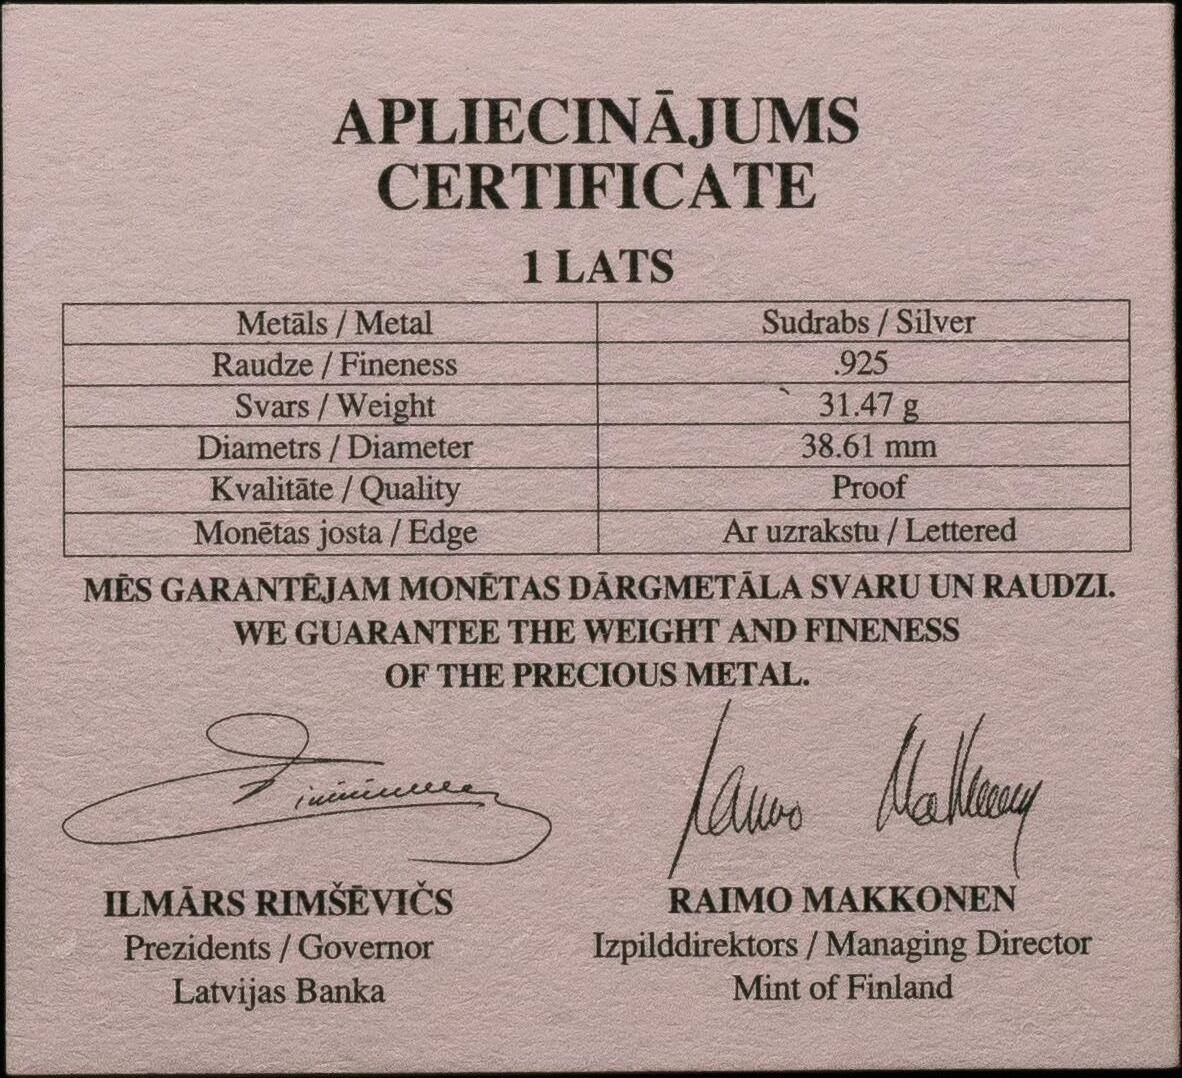 APLIECINĀJUMS
CERTIFICATE
1 LATS
Metāls / Metal Sudrabs / Silver
Raudze / Fineness .925
Svars / Weight 31.47 g
Diametrs / Diameter 38.61 mm
Kvalitāte / Quality Proof
Monētas josta / Edge Ar uzrakstu / Lettered
MĒS GARANTĒJAM MONĒTAS DĀRGMETĀLA SVARU UN RAUDZI.
WE GUARANTEE THE WEIGHT AND FINENESS
OF THE PRECIOUS METAL.
Raimo Makkonen
ILMĀRS RIMŠĒVIČS RAIMO MAKKONEN
Prezidents / Governor Izpilddirektors / Managing Director
Latvijas Banka Mint of Finland